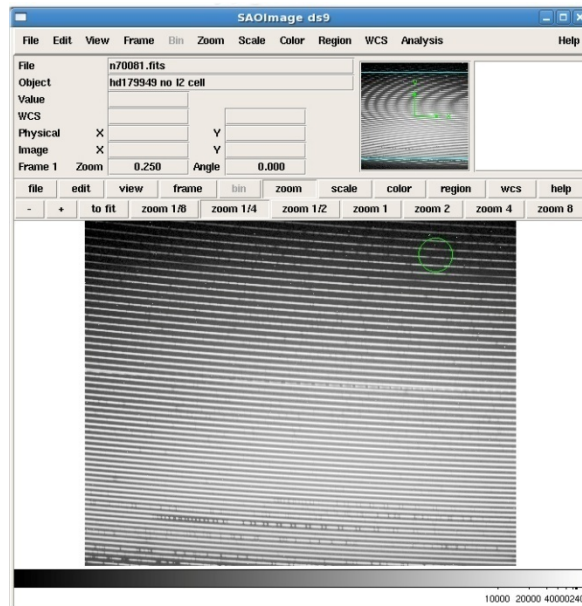 SAOImage ds9
File Edit View Frame Bin Zoom Scale Color Region WCS Analysis Help
File n70081.fits
Object hd179949 no I2 cell
Value
WCS
Physical X Y
Image X Y
Frame 1 Zoom 0.250 Angle 0.000
file edit view frame bin zoom scale color region wcs help
- + to fit zoom 1/8 zoom 1/4 zoom 1/2 zoom 1 zoom 2 zoom 4 zoom 8
10000 20000 40000